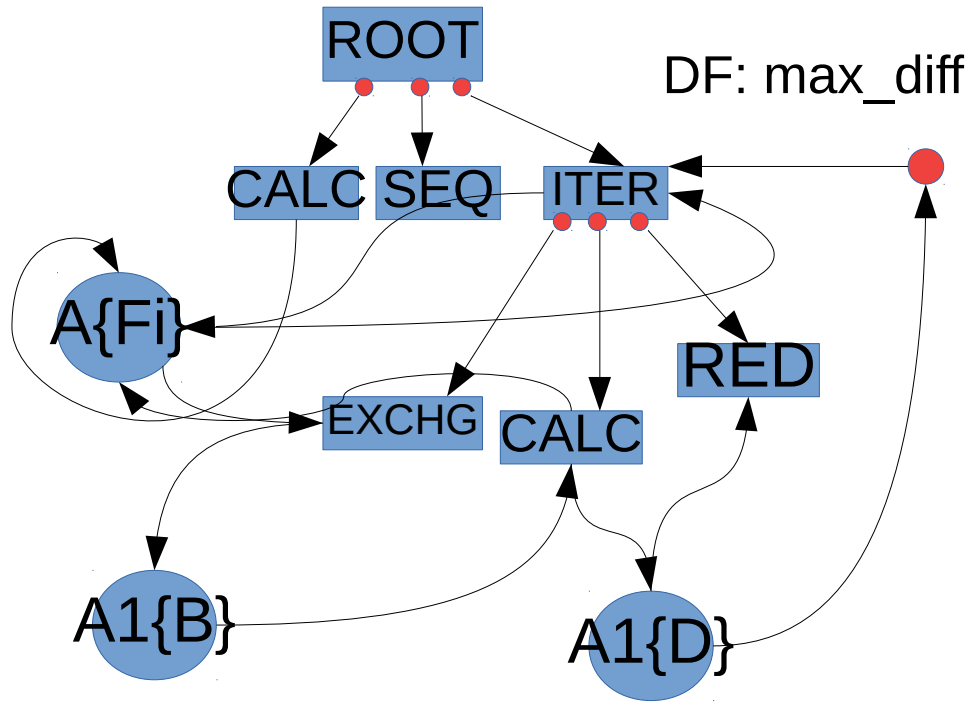 ROOT
DF: max_diff
CALC
SEQ
ITER
A{Fi}
RED
EXCHG
CALC
A1{B}
A1{D}